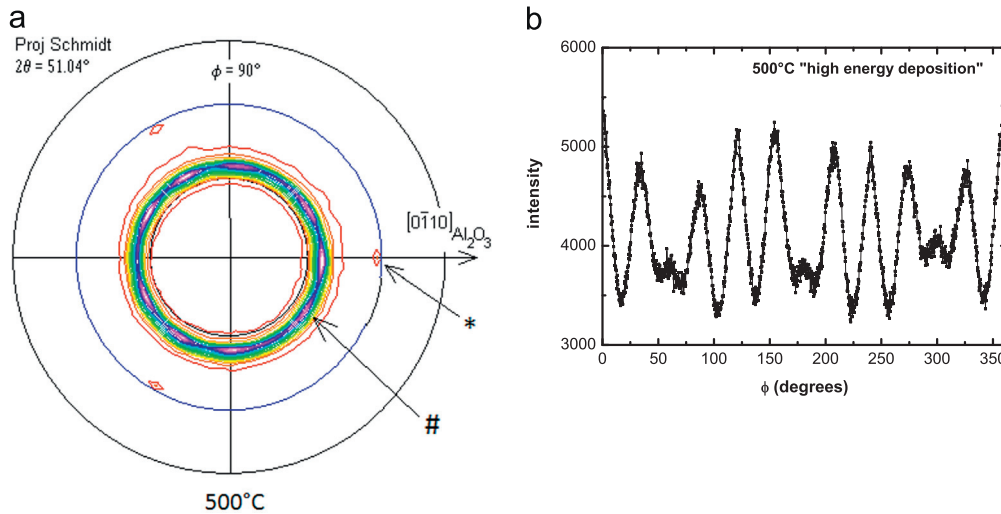 a
Proj Schmidt
2θ = 51.04°
ϕ = 90°
[01̅10]Al₂O₃
*
#
500°C
b
500°C "high energy deposition"
6000
5000
4000
3000
intensity
0 50 100 150 200 250 300 350
ϕ (degrees)